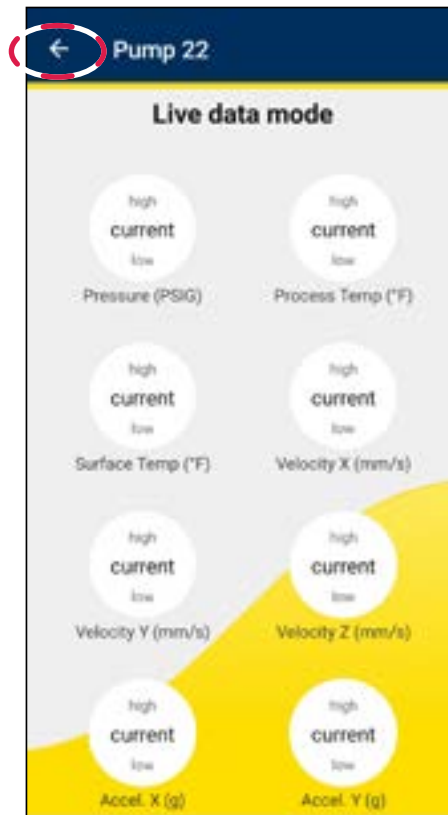 Pump 22
Live data mode
high high
current current
low low
Pressure (PSIG) Process Temp (°F)
high high
current current
low low
Surface Temp (°F) Velocity X (mm/s)
high high
current current
low low
Velocity Y (mm/s) Velocity Z (mm/s)
high high
current current
low low
Accel. X (g) Accel. Y (g)